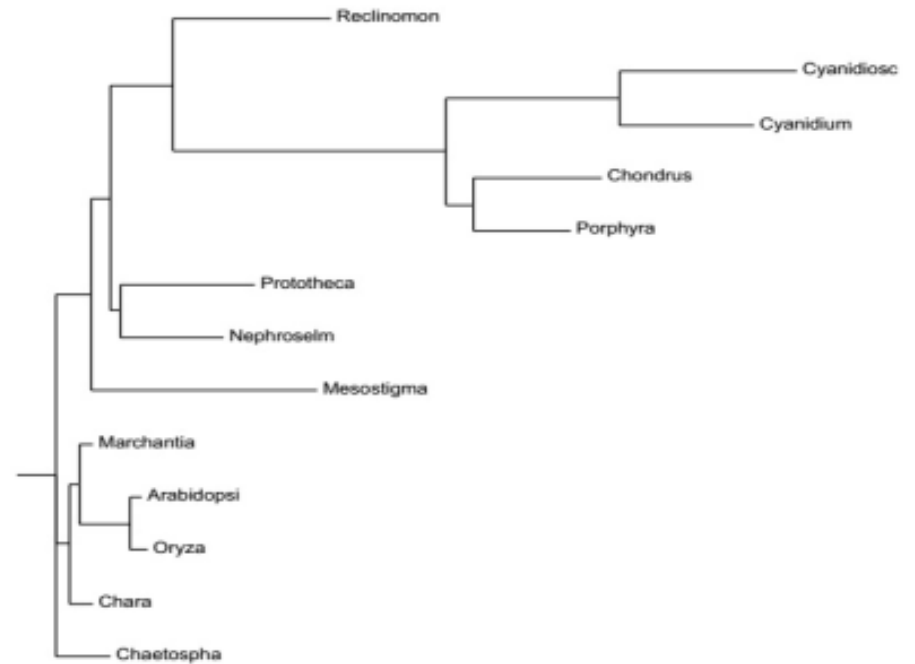 Reclinomon
Cyanidiosc
Cyanidium
Chondrus
Porphyra
Prototheca
Nephroselm
Mesostigma
Marchantia
Arabidopsi
Oryza
Chara
Chaetospha